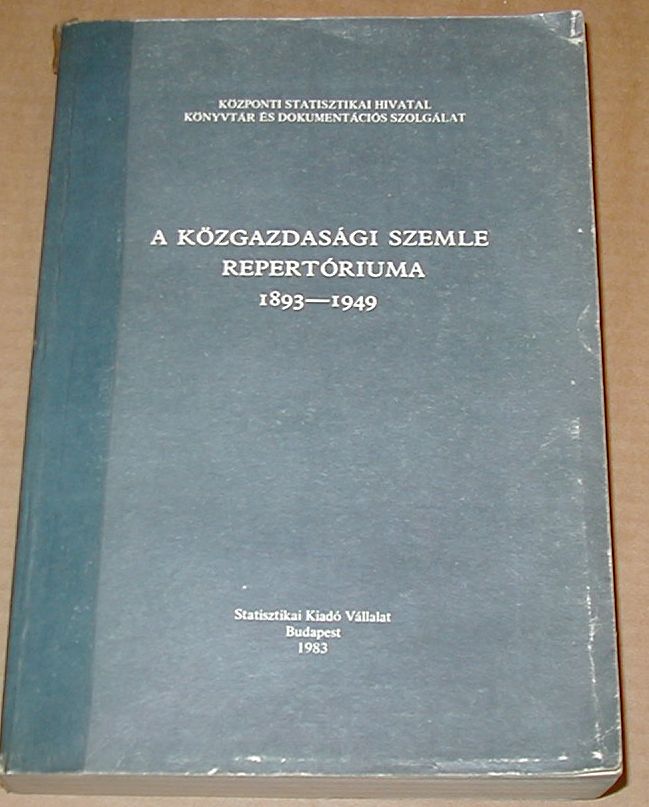 KÖZPONTI STATISZTIKAI HIVATAL
KÖNYVTÁR ÉS DOKUMENTÁCIÓS SZOLGÁLAT
A KÖZGAZDASÁGI SZEMLE
REPERTÓRIUMA
1893—1949
Statisztikai Kiadó Vállalat
Budapest
1983